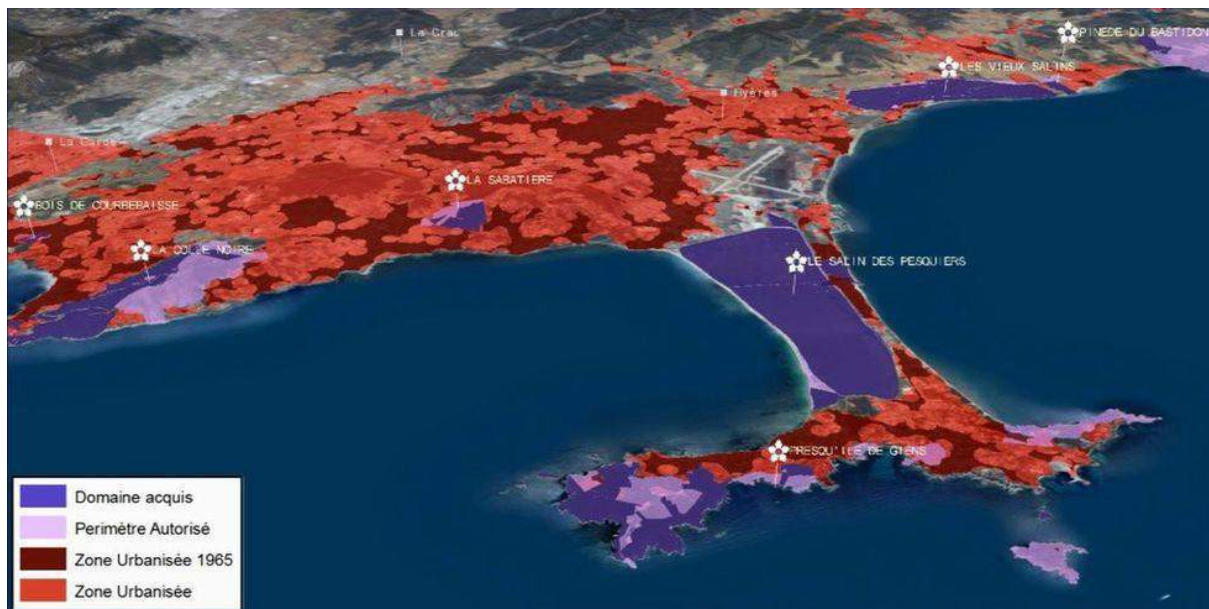 La Crau
PINEDE DU BASTIDON
LES VIEUX SALINS
Hyères
La Garde
LA SABATIERE
BOIS DE COURBEBAISSE
LA COLLE NOIRE
LE SALIN DES PESQUIERS
PRESQU'ILE DE GIENS
Domaine acquis
Perimètre Autorisé
Zone Urbanisée 1965
Zone Urbanisée